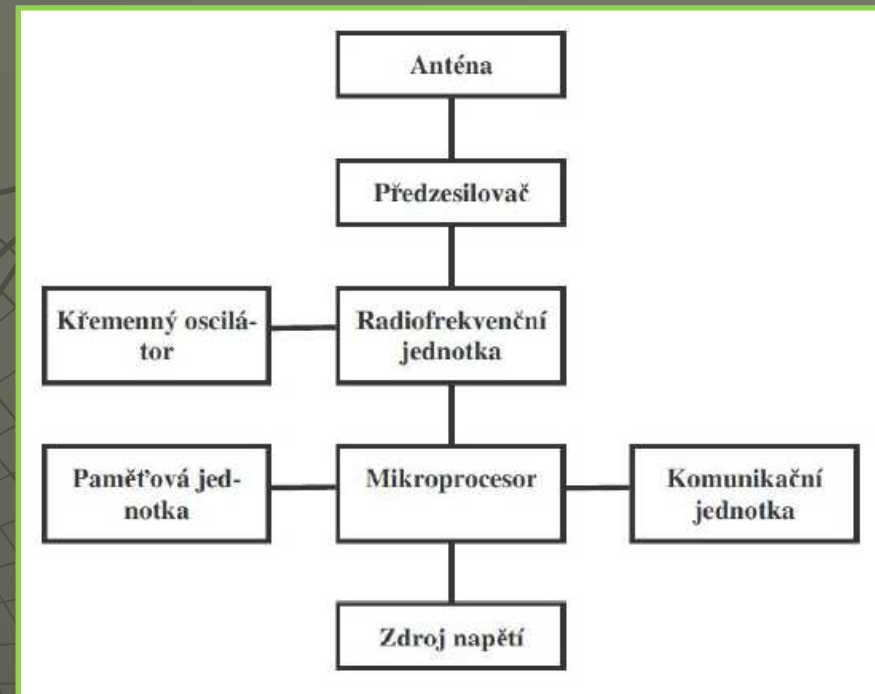 Anténa
Předzesilovač
Křemenný oscilá-
tor
Radiofrekvenční
jednotka
Paměťová jed-
notka
Mikroprocesor
Komunikační
jednotka
Zdroj napětí